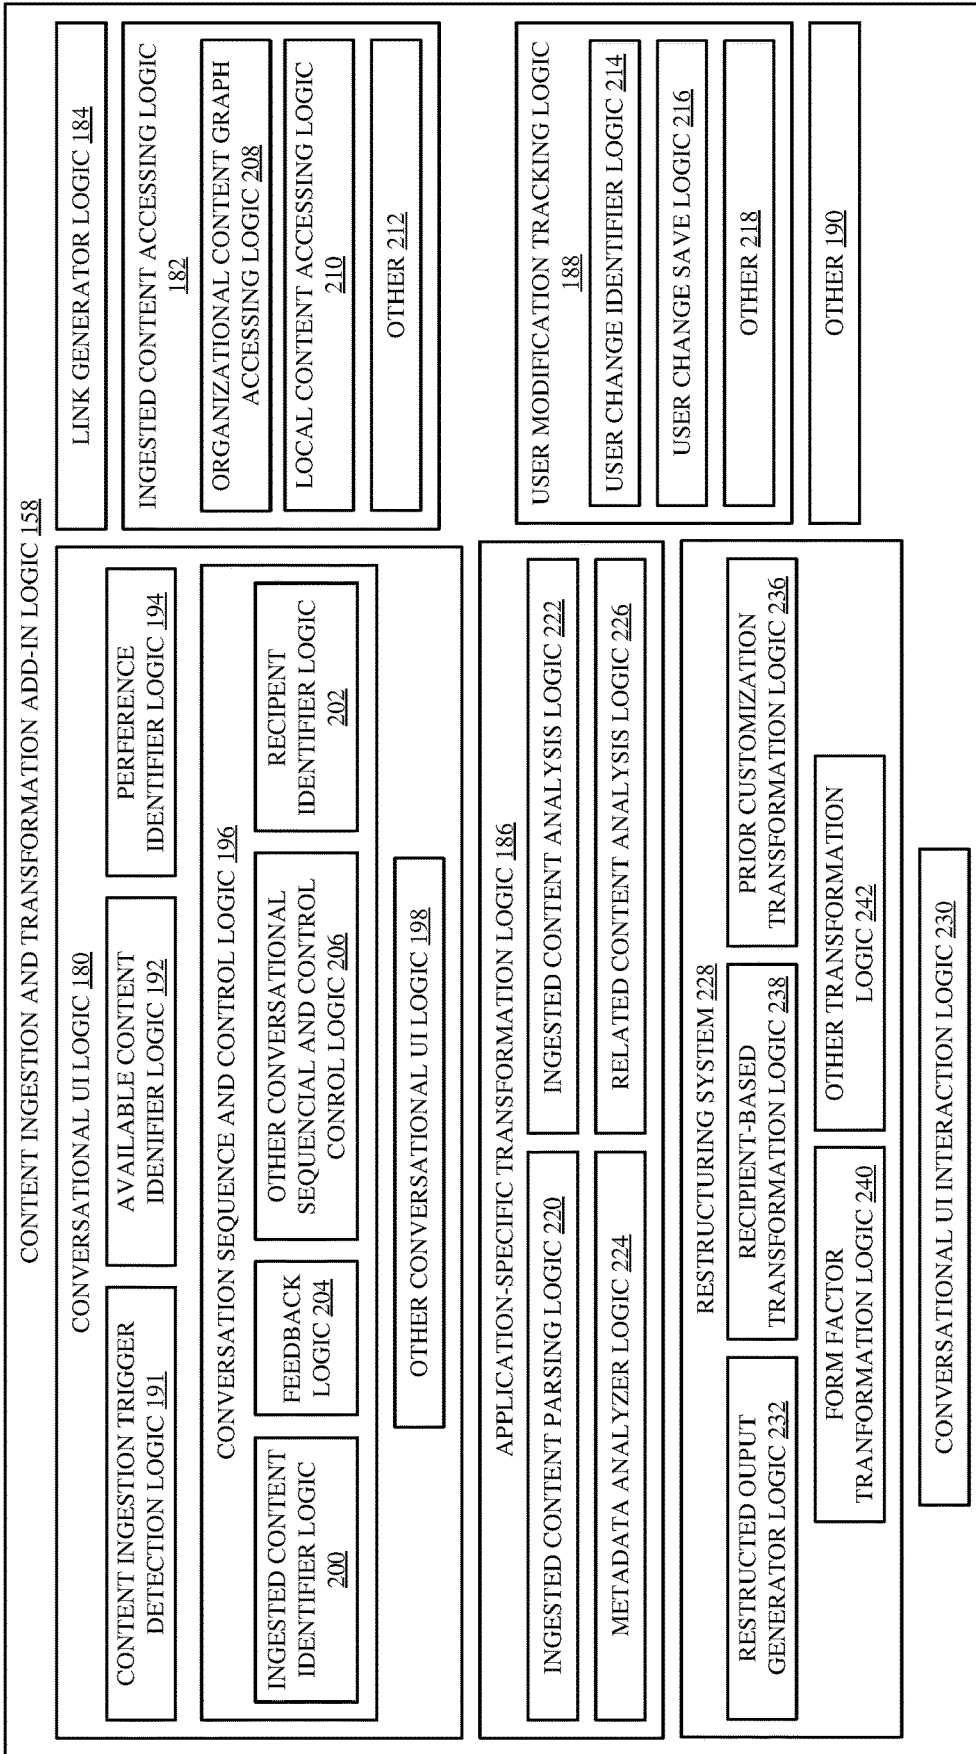 CONTENT INGESTION AND TRANSFORMATION ADD-IN LOGIC 158
CONVERSATIONAL UI LOGIC 180
CONTENT INGESTION TRIGGER
DETECTION LOGIC 191
AVAILABLE CONTENT
IDENIFIER LOGIC 192
PERFERENCE
IDENTIFIER LOGIC 194
CONVERSATION SEQUENCE AND CONTROL LOGIC 196
INGESTED CONTENT
IDENTIFIER LOGIC
200
FEEDBACK
LOGIC 204
OTHER CONVERSATIONAL
SEQUENCIAL AND CONTROL
CONROL LOGIC 206
RECIPIENT
IDENTIFIER LOGIC
202
OTHER CONVERSATIONAL UI LOGIC 198
LINK GENERATOR LOGIC 184
INGESTED CONTENT ACCESSING LOGIC
182
ORGANIZATIONAL CONTENT GRAPH
ACCESSING LOGIC 208
LOCAL CONTENT ACCESSING LOGIC
210
OTHER 212
APPLICATION-SPECIFIC TRANSFORMATION LOGIC 186
INGESTED CONTENT PARSING LOGIC 220
INGESTED CONTENT ANALYSIS LOGIC 222
METADATA ANALYZER LOGIC 224
RELATED CONTENT ANALYSIS LOGIC 226
USER MODIFICATION TRACKING LOGIC
188
USER CHANGE IDENTIFIER LOGIC 214
USER CHANGE SAVE LOGIC 216
OTHER 218
OTHER 190
RESTRUCTURING SYSTEM 228
RESTRUCTED OUPUT
GENERATOR LOGIC 232
RECIPIENT-BASED
TRANSFORMATION LOGIC 238
PRIOR CUSTOMIZATION
TRANSFORMATION LOGIC 236
FORM FACTOR
TRANFORMATION LOGIC 240
OTHER TRANSFORMATION
LOGIC 242
CONVERSATIONAL UI INTERACTION LOGIC 230